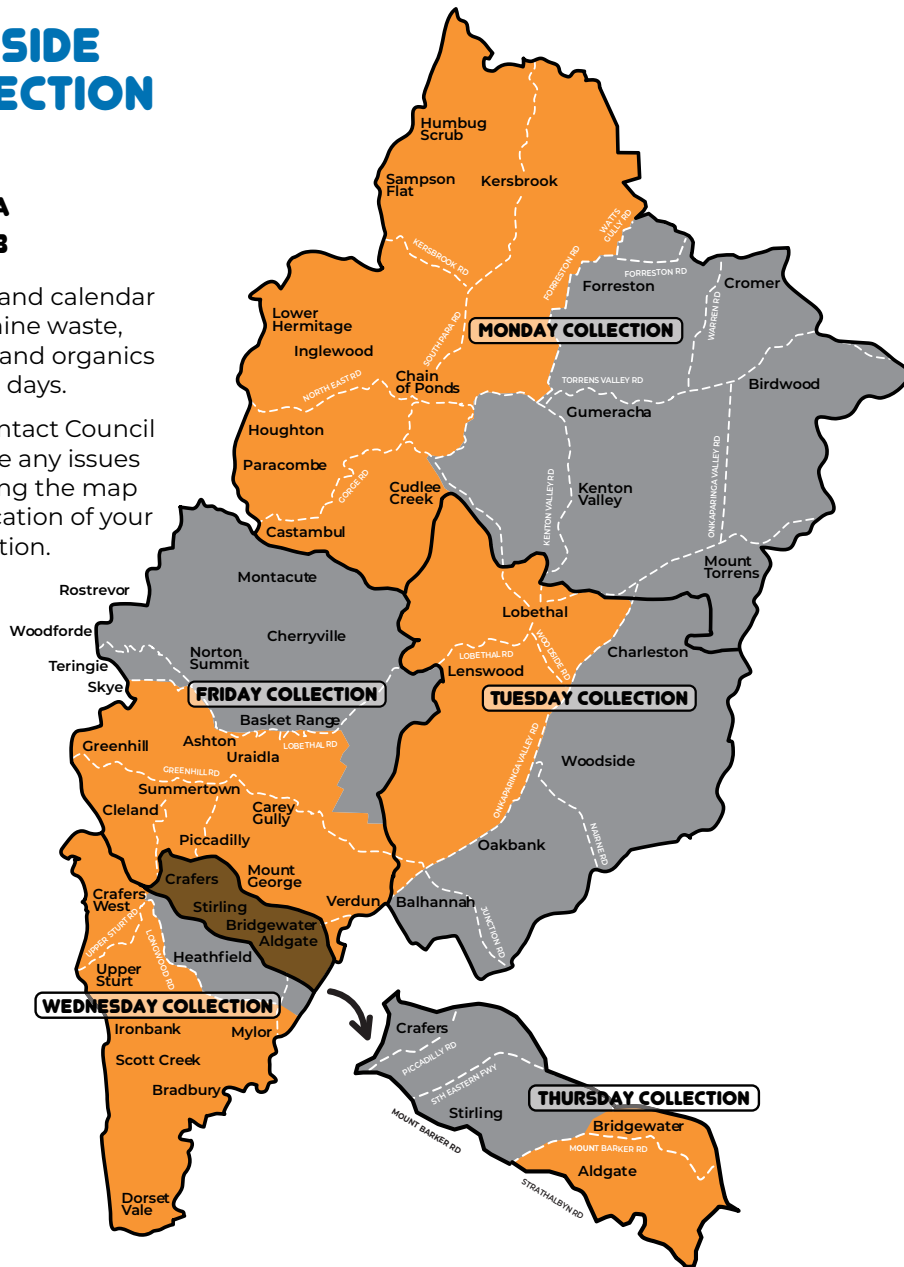 SIDE
ECTION
A
B
and calendar
nine waste,
and organics
days.
ntact Council
e any issues
ng the map
cation of your
tion.
Humbug
Scrub
Sampson
Flat
Kersbrook
WATTS
GULLY RD
KERSBROOK RD
FORRESTON RD
FORRESTON RD
Forreston
Cromer
WARREN RD
Lower
Hermitage
Inglewood
SOUTH PARA RD
MONDAY COLLECTION
NORTH EAST RD
Chain
of Ponds
TORRENS VALLEY RD
Birdwood
Gumeracha
Houghton
Paracombe
GORGE RD
Cudlee
Creek
KENTON VALLEY RD
Kenton
Valley
ONKAPARINGA VALLEY RD
Castambul
Mount
Torrens
Rostrevor
Montacute
Woodforde
Cherryville
Lobethal
Teringie
Norton
Summit
LOBETHAL RD
WOODSIDE RD
Charleston
Skye
Lenswood
FRIDAY COLLECTION
TUESDAY COLLECTION
Basket Range
Greenhill
Ashton
LOBETHAL RD
Uraidla
ONKAPARINGA VALLEY RD
Woodside
GREENHILL RD
Summertown
Cleland
Carey
Gully
Piccadilly
Oakbank
NAIRNE RD
Crafers
Mount
George
Crafers
West
Stirling
Verdun
Balhannah
JUNCTION RD
Bridgewater
Aldgate
UPPER STURT RD
LONGWOOD RD
Heathfield
Upper
Sturt
WEDNESDAY COLLECTION
Ironbank
Mylor
Scott Creek
Bradbury
Dorset
Vale
Crafers
PICCADILLY RD
STH EASTERN FWY
THURSDAY COLLECTION
Stirling
MOUNT BARKER RD
Bridgewater
MOUNT BARKER RD
Aldgate
STRATHALBYN RD